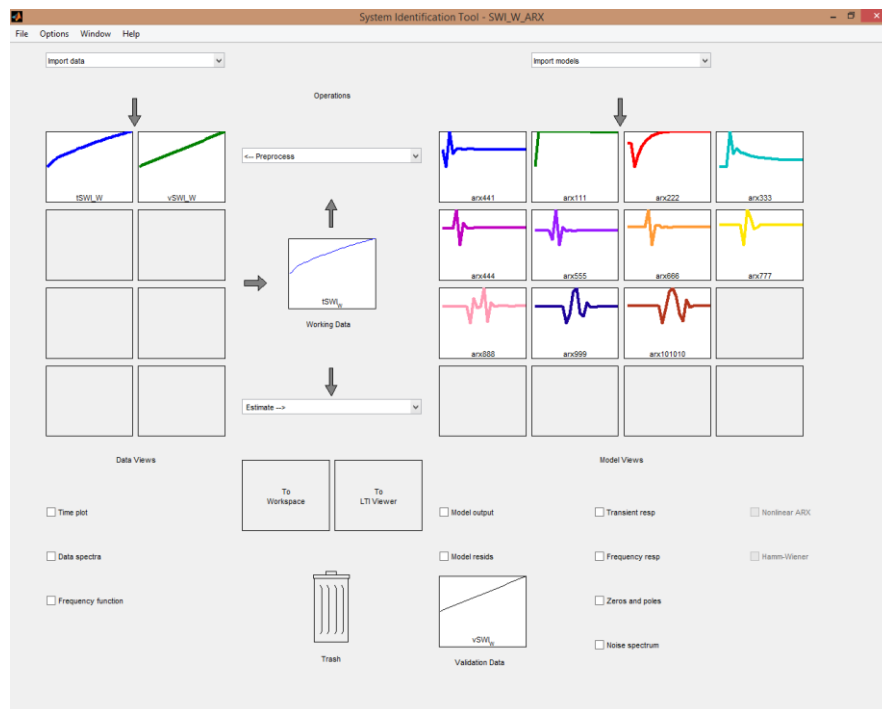 System Identification Tool - SWI_W_ARX
File Options Window Help
Import data
Import models
Operations
<-- Preprocess
tSWI_W
vSWI_W
arx441
arx111
arx222
arx333
arx444
arx555
arx666
arx777
tSWI_W
Working Data
arx888
arx999
arx101010
Estimate -->
Data Views
Model Views
To
Workspace
To
LTI Viewer
Time plot
Model output
Transient resp
Nonlinear ARX
Data spectra
Model resids
Frequency resp
Hamm-Wiener
Frequency function
Zeros and poles
vSWI_W
Noise spectrum
Trash
Validation Data